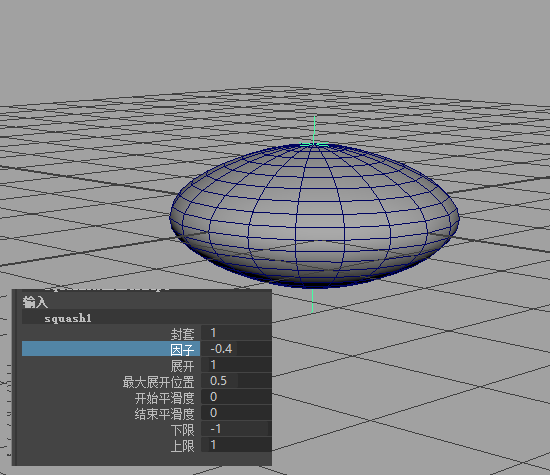 输入
squash1
封套 1
因子 -0.4
展开 1
最大展开位置 0.5
开始平滑度 0
结束平滑度 0
下限 -1
上限 1